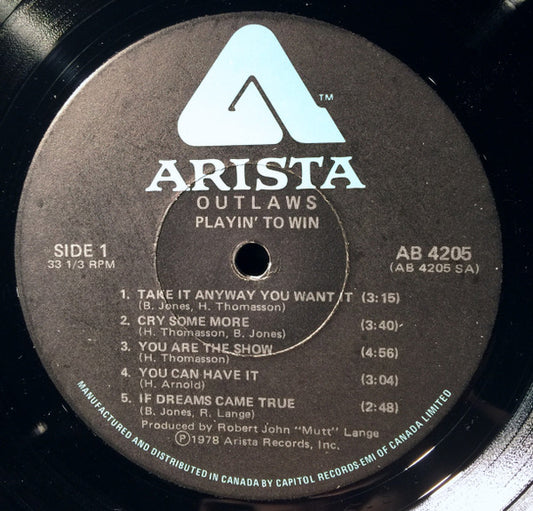 TM
ARISTA
OUTLAWS
PLAYIN' TO WIN
SIDE 1
33 1/3 RPM
AB 4205
(AB 4205 SA)
1. TAKE IT ANYWAY YOU WANT IT (3:15)
(B. Jones, H. Thomasson)
2. CRY SOME MORE (3:40)
(H. Thomasson, B. Jones)
3. YOU ARE THE SHOW (4:56)
(H. Thomasson)
4. YOU CAN HAVE IT (3:04)
(H. Arnold)
5. IF DREAMS CAME TRUE (2:48)
(B. Jones, R. Lange)
Produced by Robert John "Mutt" Lange
Ⓟ1978 Arista Records, Inc.
MANUFACTURED AND DISTRIBUTED IN CANADA BY CAPITOL RECORDS-EMI OF CANADA LIMITED